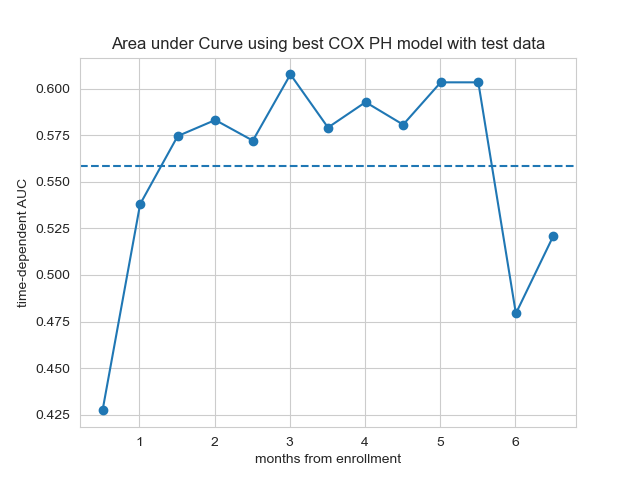 Area under Curve using best COX PH model with test data
time-dependent AUC
0.600
0.575
0.550
0.525
0.500
0.475
0.450
0.425
1 2 3 4 5 6
months from enrollment